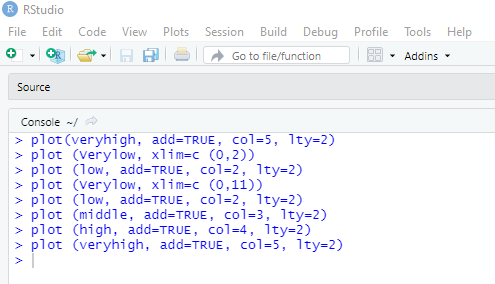 RStudio
File Edit Code View Plots Session Build Debug Profile Tools Help
Go to file/function Addins
Source
Console ~/
> plot(veryhigh, add=TRUE, col=5, lty=2)
> plot (Verylow, xlim=c (0,2))
> plot (low, add=TRUE, col=2, lty=2)
> plot (Verylow, xlim=c (0,11))
> plot (low, add=TRUE, col=2, lty=2)
> plot (middle, add=TRUE, col=3, lty=2)
> plot (high, add=TRUE, col=4, lty=2)
> plot (veryhigh, add=TRUE, col=5, lty=2)
>